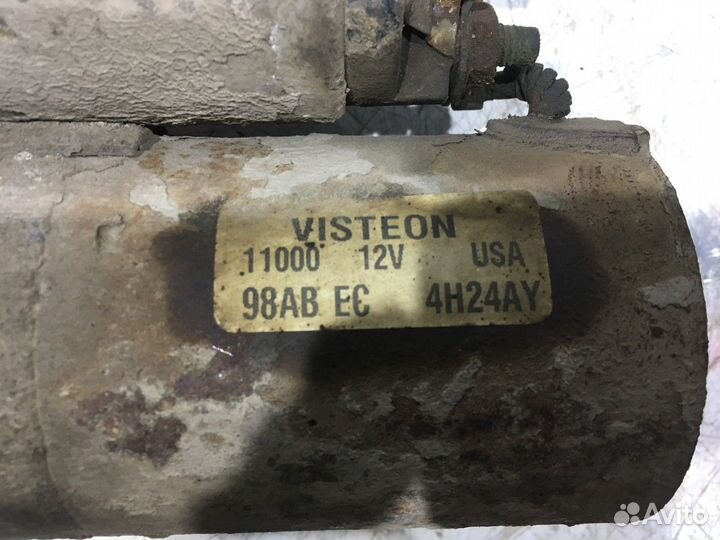 VISTEON
11000 12V USA
98AB EC 4H24AY
Avito